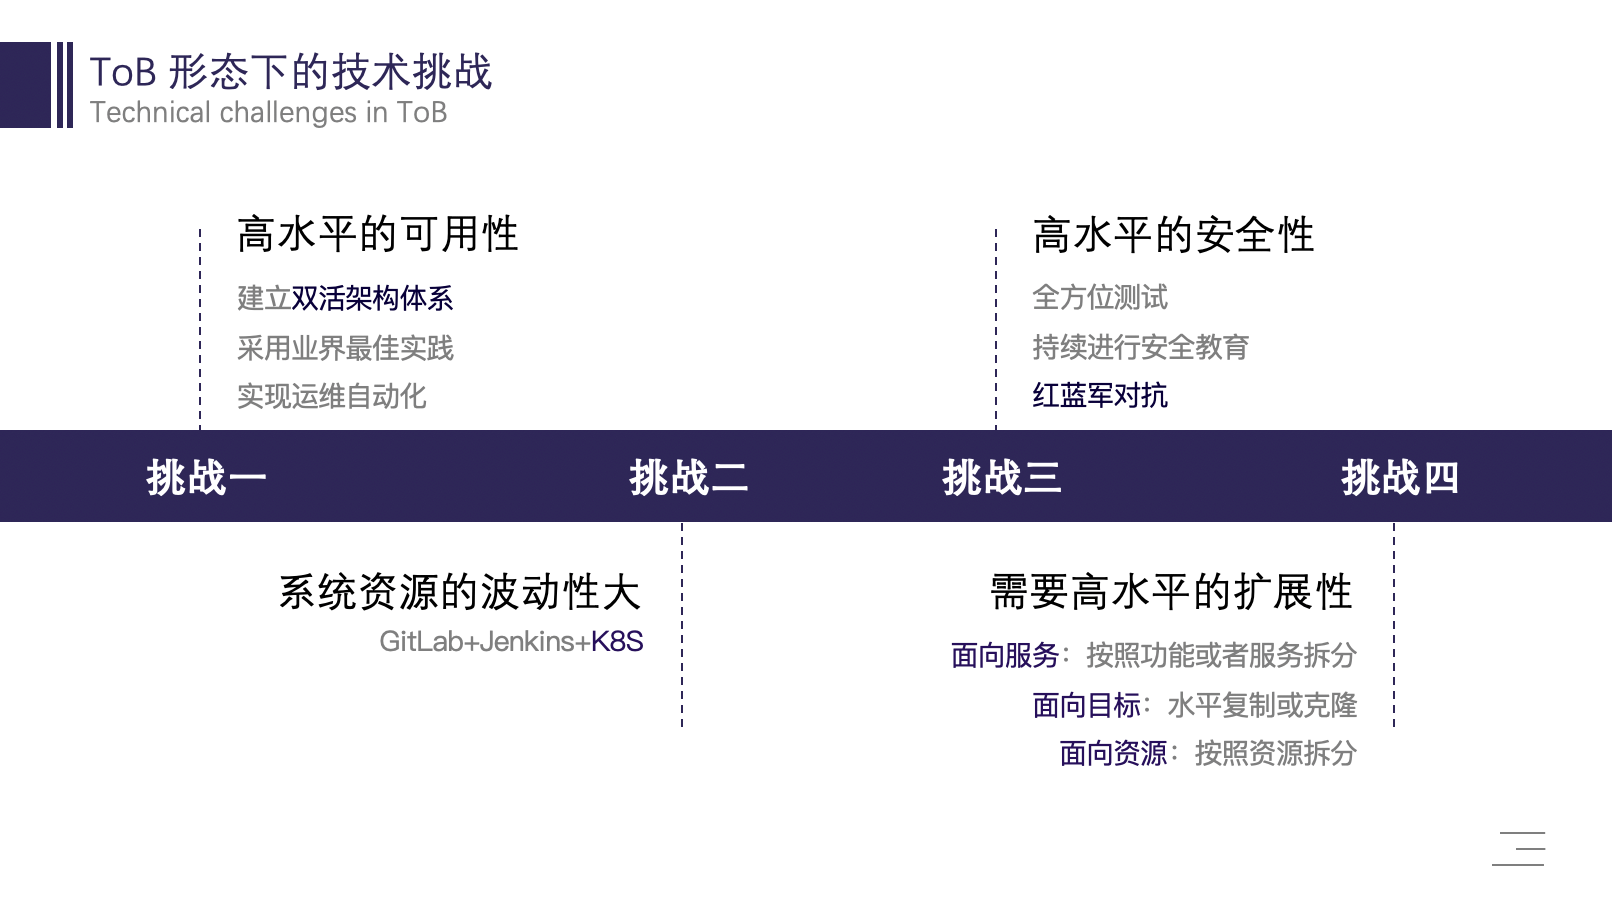 ToB 形态下的技术挑战
Technical challenges in ToB
高水平的可用性
建立双活架构体系
采用业界最佳实践
实现运维自动化
高水平的安全性
全方位测试
持续进行安全教育
红蓝军对抗
挑战一
挑战二
挑战三
挑战四
系统资源的波动性大
GitLab+Jenkins+K8S
需要高水平的扩展性
面向服务：按照功能或者服务拆分
面向目标：水平复制或克隆
面向资源：按照资源拆分